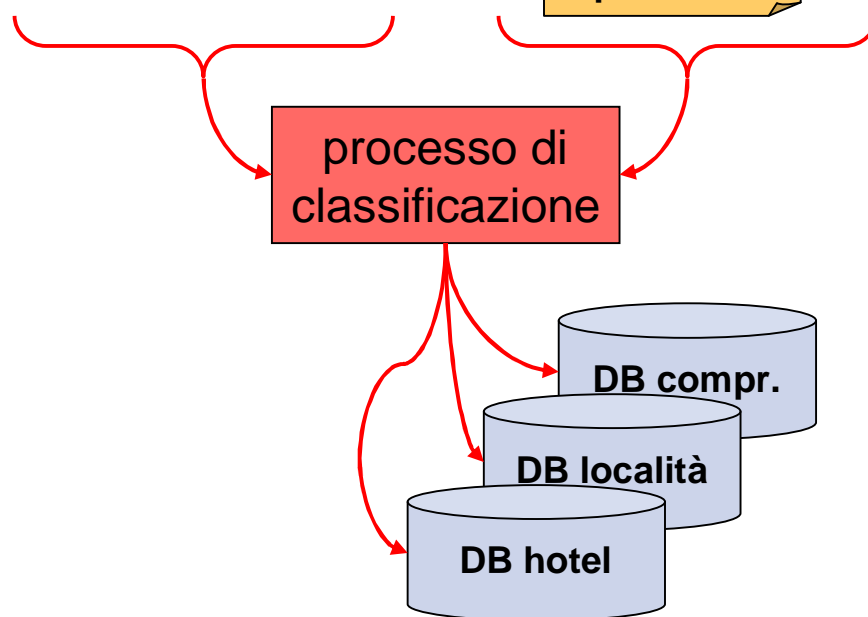 processo di
classificazione
DB compr.
DB località
DB hotel